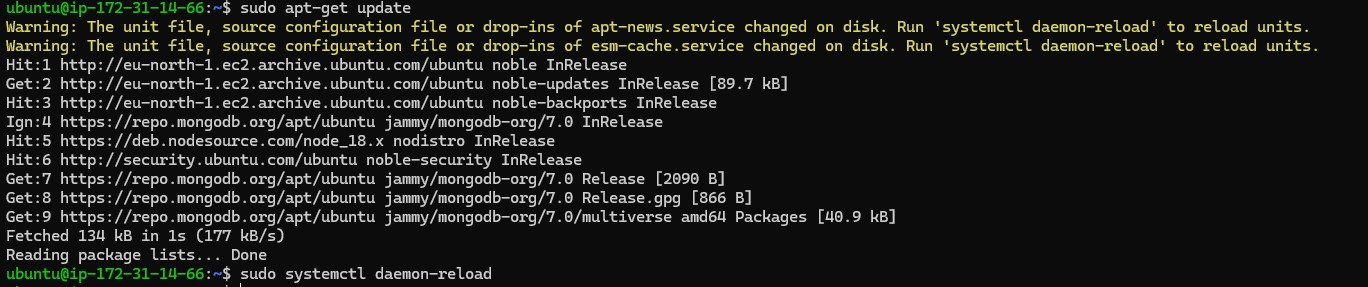 ubuntu@ip-172-31-14-66:~$ sudo apt-get update
Warning: The unit file, source configuration file or drop-ins of apt-news.service changed on disk. Run 'systemctl daemon-reload' to reload units.
Warning: The unit file, source configuration file or drop-ins of esm-cache.service changed on disk. Run 'systemctl daemon-reload' to reload units.
Hit:1 http://eu-north-1.ec2.archive.ubuntu.com/ubuntu noble InRelease
Get:2 http://eu-north-1.ec2.archive.ubuntu.com/ubuntu noble-updates InRelease [89.7 kB]
Hit:3 http://eu-north-1.ec2.archive.ubuntu.com/ubuntu noble-backports InRelease
Ign:4 https://repo.mongodb.org/apt/ubuntu jammy/mongodb-org/7.0 InRelease
Hit:5 https://deb.nodesource.com/node_18.x nodistro InRelease
Hit:6 http://security.ubuntu.com/ubuntu noble-security InRelease
Get:7 https://repo.mongodb.org/apt/ubuntu jammy/mongodb-org/7.0 Release [2090 B]
Get:8 https://repo.mongodb.org/apt/ubuntu jammy/mongodb-org/7.0 Release.gpg [866 B]
Get:9 https://repo.mongodb.org/apt/ubuntu jammy/mongodb-org/7.0/multiverse amd64 Packages [40.9 kB]
Fetched 134 kB in 1s (177 kB/s)
Reading package lists... Done
ubuntu@ip-172-31-14-66:~$ sudo systemctl daemon-reload